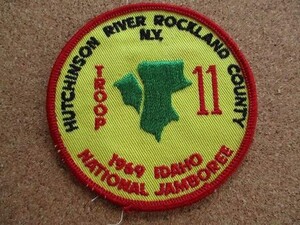 HUTCHINSON RIVER ROCKLAND COUNTY
N.Y.
TROOP
11
1969 IDAHO
NATIONAL JAMBOREE